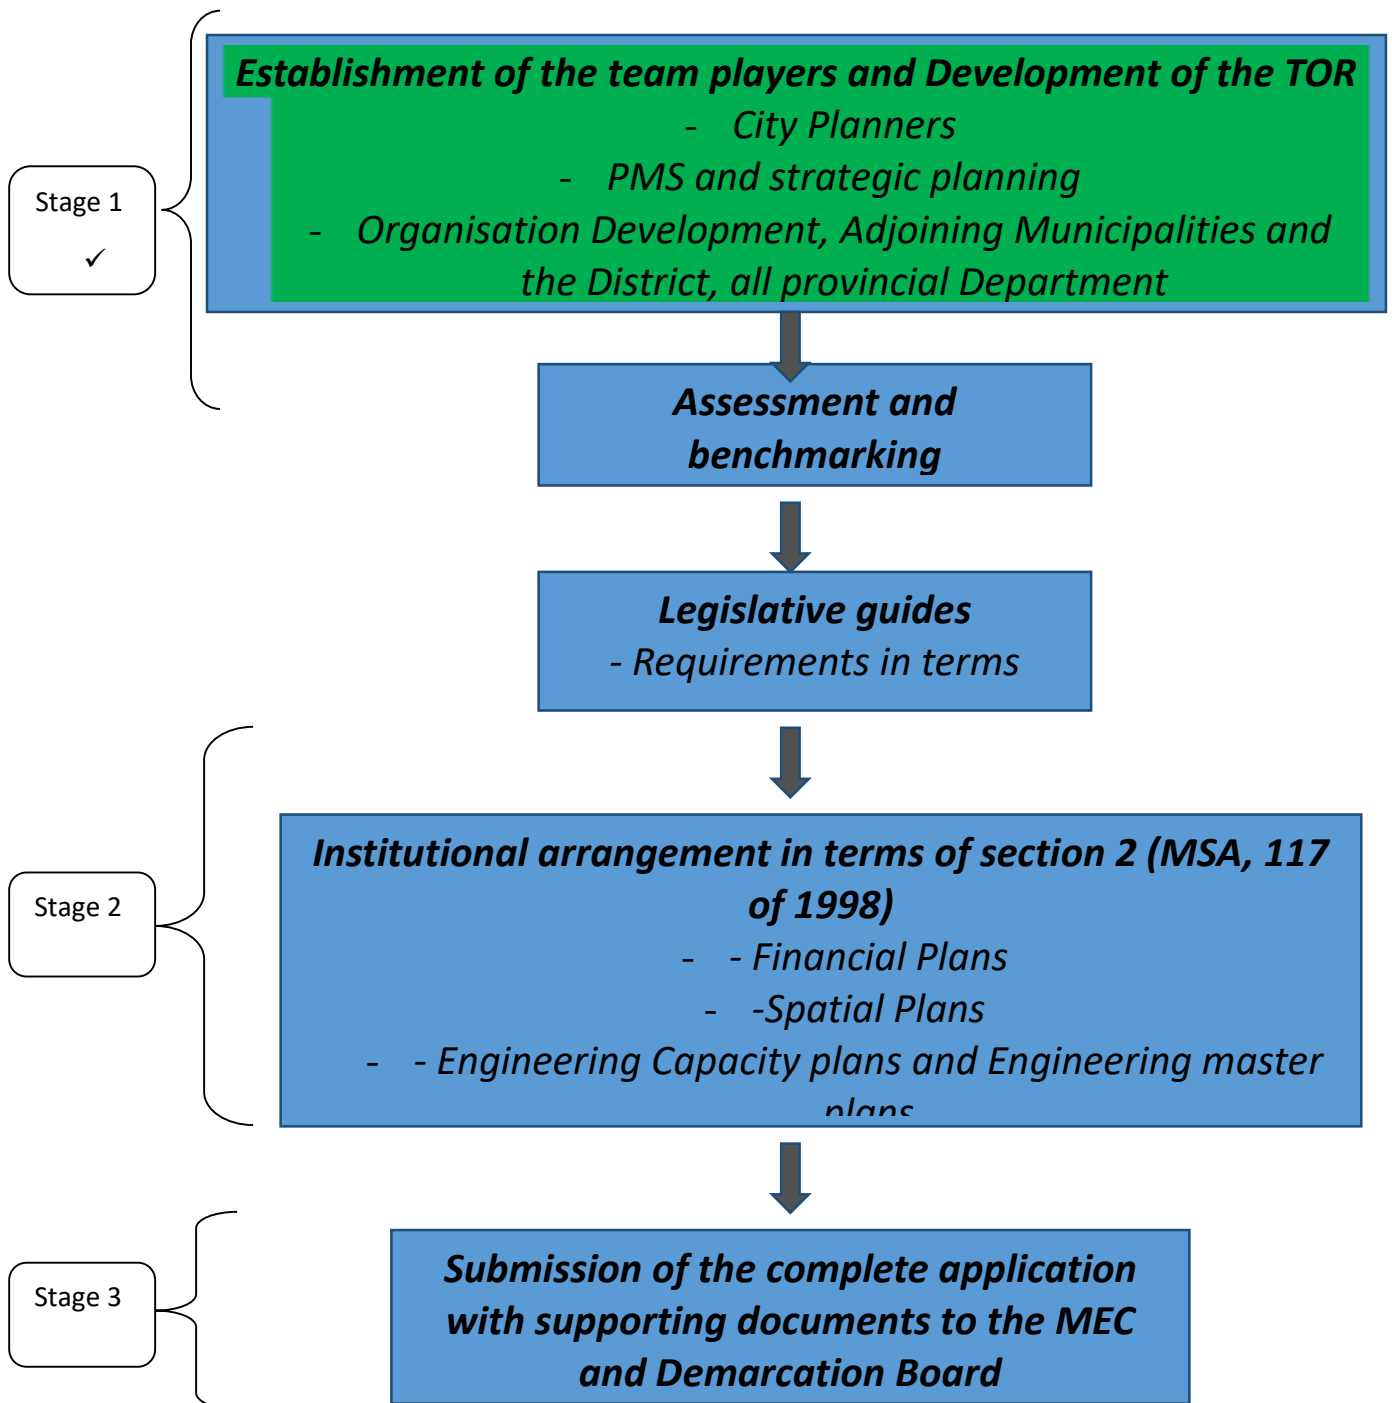 Establishment of the team players and Development of the TOR
- City Planners
- PMS and strategic planning
- Organisation Development, Adjoining Municipalities and
the District, all provincial Department
Stage 1
✓
Assessment and
benchmarking
Legislative guides
- Requirements in terms
Institutional arrangement in terms of section 2 (MSA, 117
of 1998)
- - Financial Plans
- -Spatial Plans
- - Engineering Capacity plans and Engineering master
plans
Stage 2
Submission of the complete application
with supporting documents to the MEC
and Demarcation Board
Stage 3